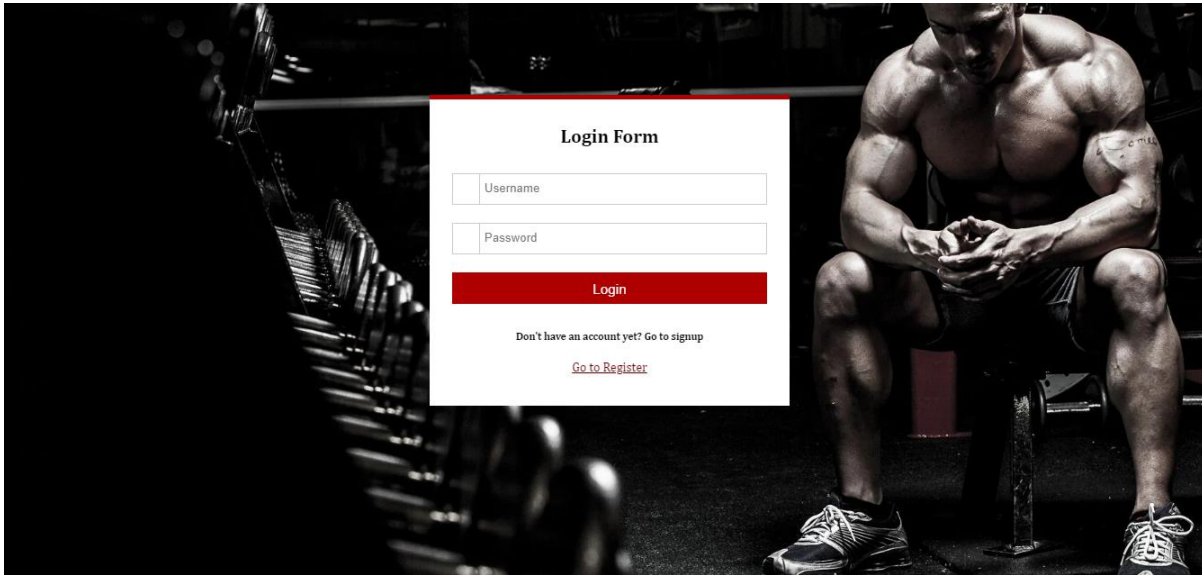 Login Form
Username
Password
Login
Don't have an account yet? Go to signup
Go to Register